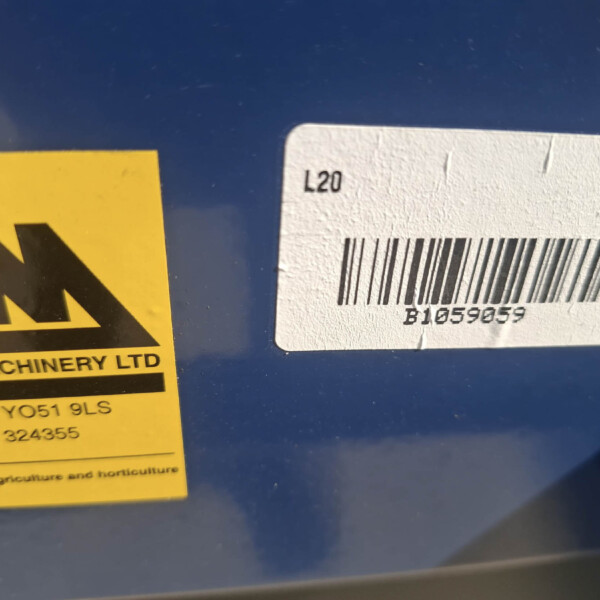 L20
B1059059
CHINERY LTD
YO51 9LS
324355
griculture and horticulture